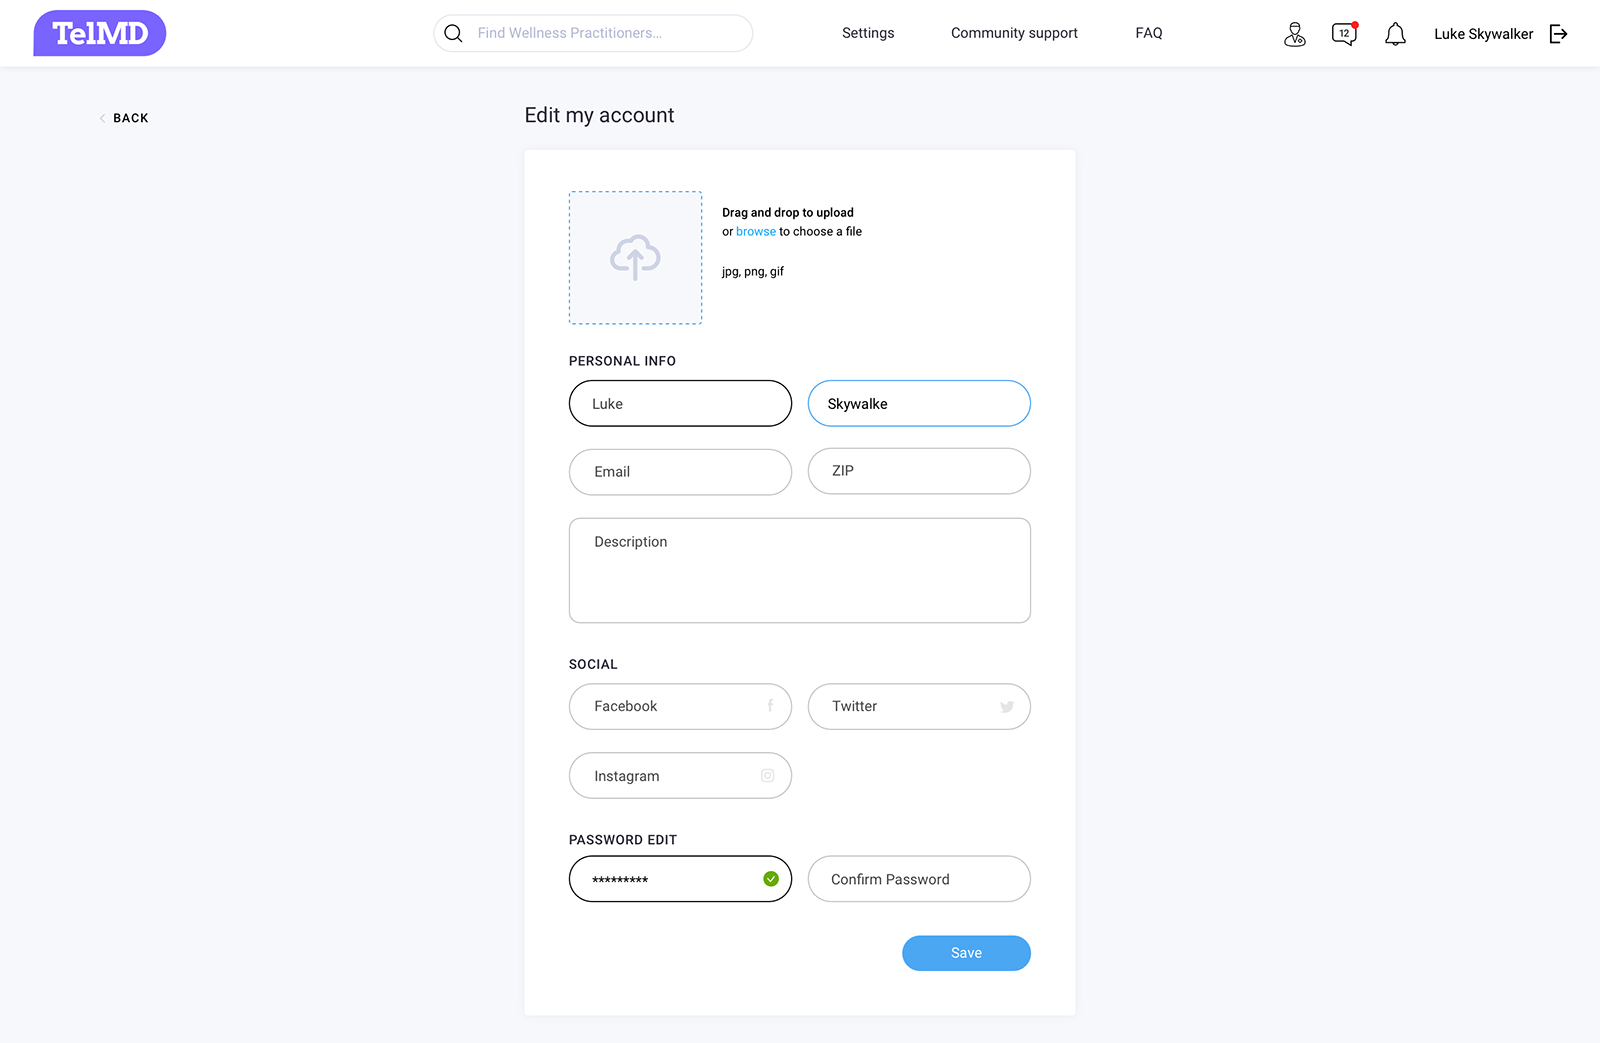 TelMD
Find Wellness Practitioners...
Settings
Community support
FAQ
12
Luke Skywalker
BACK
Edit my account
Drag and drop to upload
or browse to choose a file
jpg, png, gif
PERSONAL INFO
Luke
Skywalke
Email
ZIP
Description
SOCIAL
Facebook
Twitter
Instagram
PASSWORD EDIT
*********
Confirm Password
Save